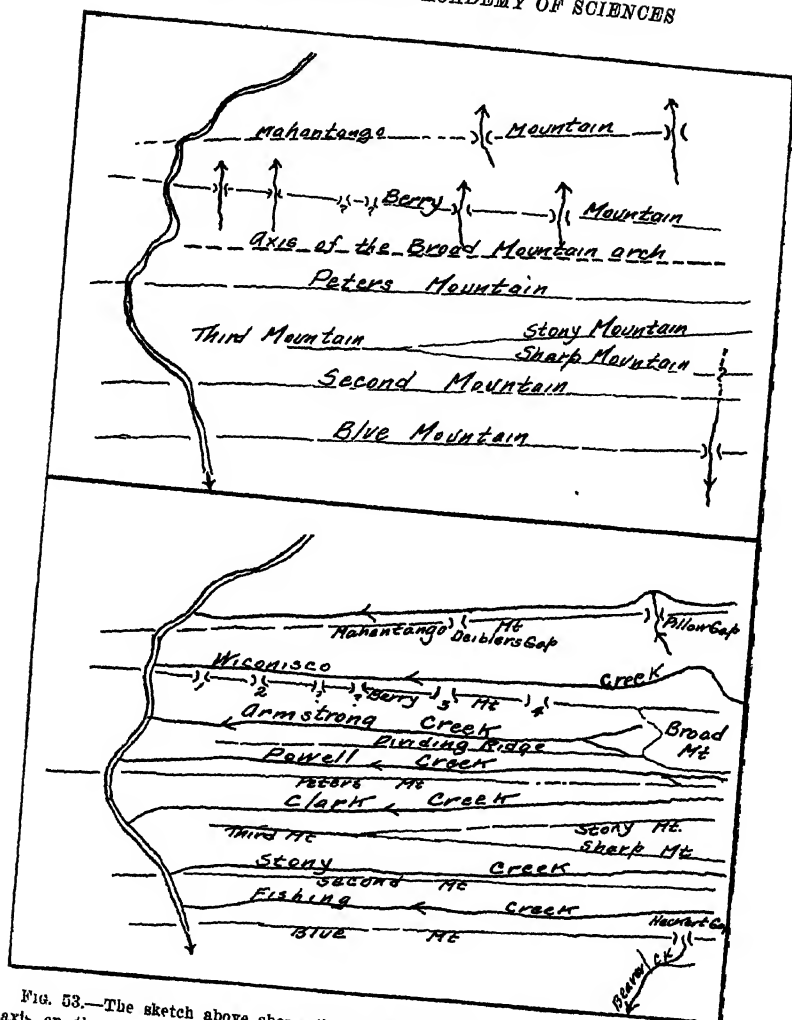 ACADEMY OF SCIENCES
Mahantango Mountain
Berry Mountain
axis of the Broad Mountain arch
Peters Mountain
Third Mountain
Stony Mountain
Sharp Mountain
?
Second Mountain
Blue Mountain
Mahantango Mt
Deiblers Gap
Pillow Gap
Wiconisco Creek
1 2 ? ? Berry 3 Mt 4
Armstrong Creek
Broad
Mt
Dividing Ridge
Powell Creek
Peters Mt
Clark Creek
Third Mt
Stony Mt.
Sharp Mt
Stony Creek
Second Mt
Fishing Creek
Blue Mt
Heckert Gap
Beaver Ck
FIG. 53.—The sketch above